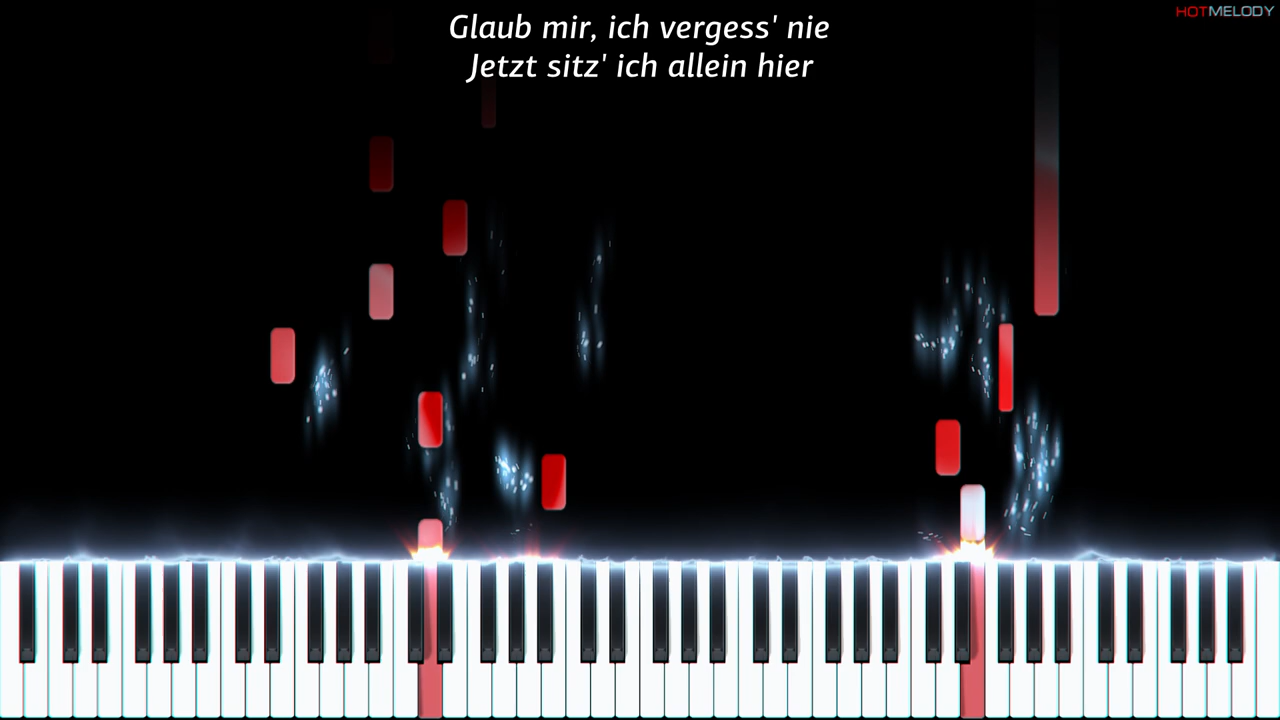 Glaub mir, ich vergess' nie
Jetzt sitz' ich allein hier
HOTMELODY